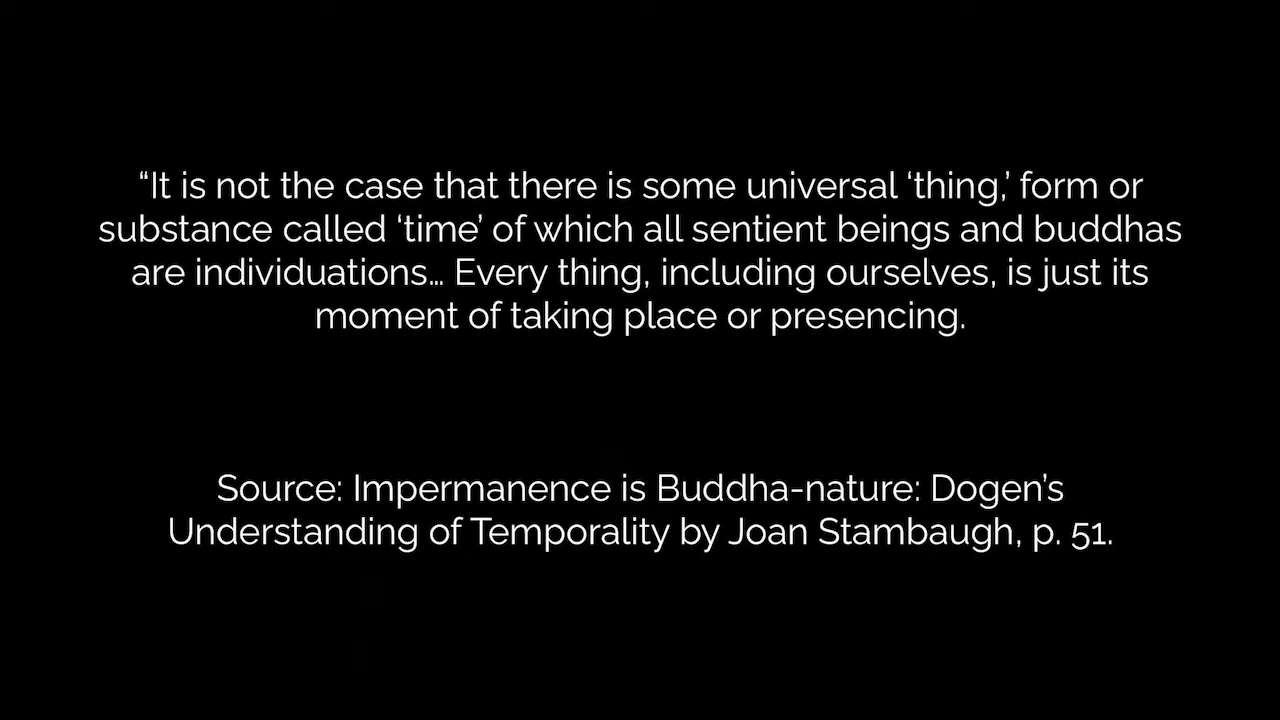 “It is not the case that there is some universal ‘thing,’ form or
substance called ‘time’ of which all sentient beings and buddhas
are individuations… Every thing, including ourselves, is just its
moment of taking place or presencing.
Source: Impermanence is Buddha-nature: Dogen’s
Understanding of Temporality by Joan Stambaugh, p. 51.